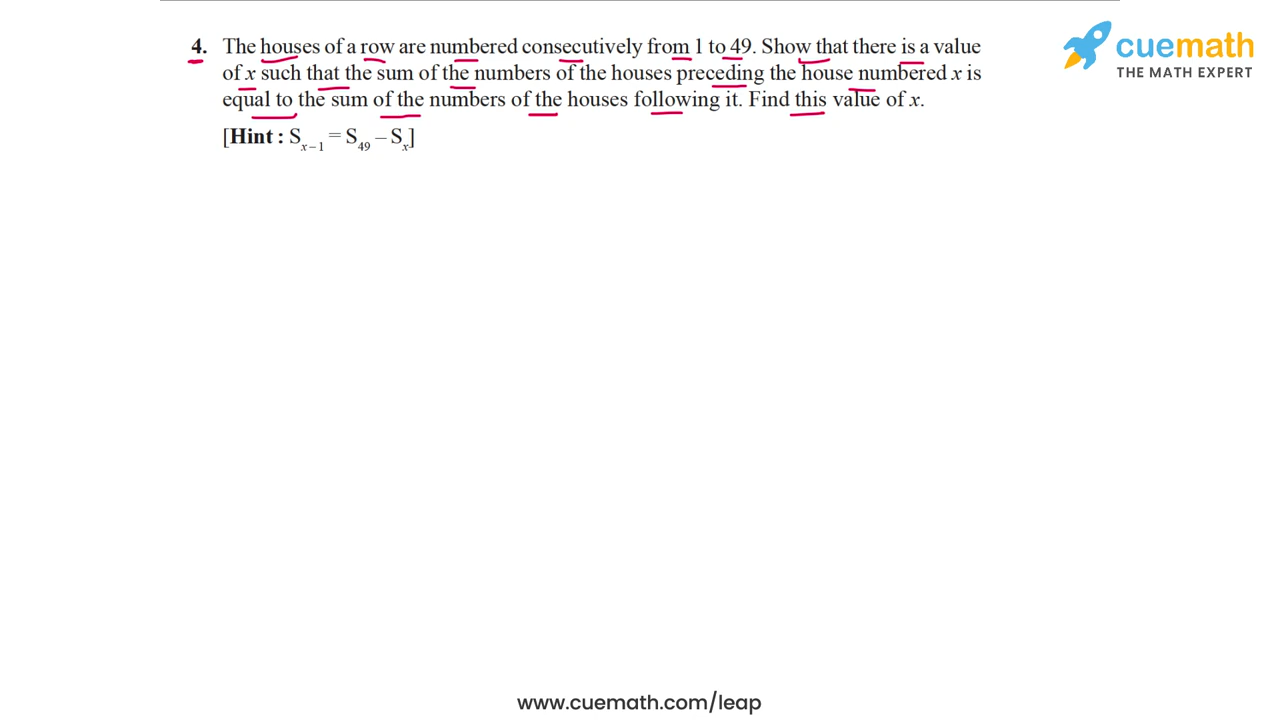 4. The houses of a row are numbered consecutively from 1 to 49. Show that there is a value
of x such that the sum of the numbers of the houses preceding the house numbered x is
equal to the sum of the numbers of the houses following it. Find this value of x.
[Hint : Sx – 1 = S49 – Sx]
cuemath
THE MATH EXPERT
www.cuemath.com/leap